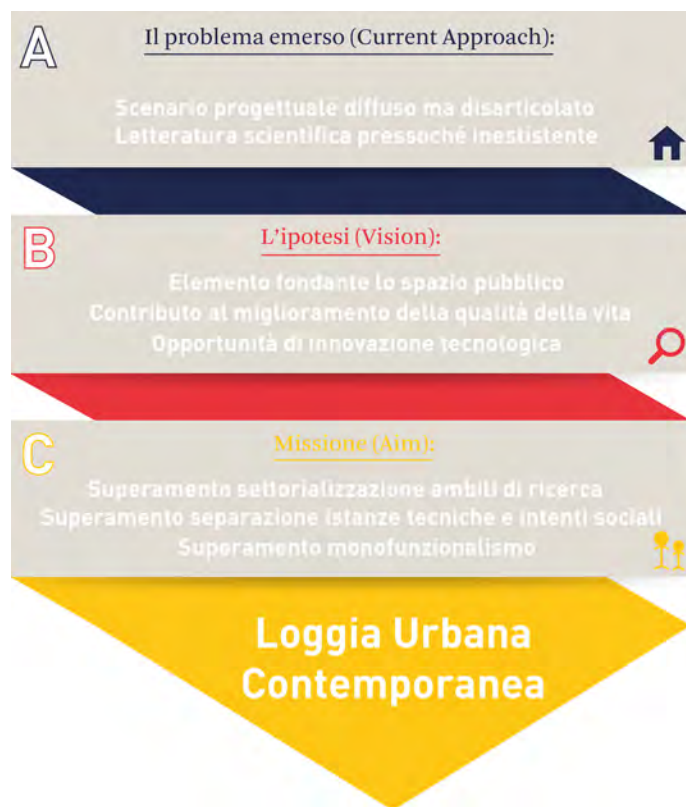 A
Il problema emerso (Current Approach):
Scenario progettuale diffuso ma disarticolato
Letteratura scientifica pressoché inestistente
B
L'ipotesi (Vision):
Elemento fondante lo spazio pubblico
Contributo al miglioramento della qualità della vita
Opportunità di innovazione tecnologica
C
Missione (Aim):
Superamento settorializzazione ambili di ricerca
Superamento separazione istanze tecniche e intenti sociali
Superamento monofunzionalismo
Loggia Urbana
Contemporanea